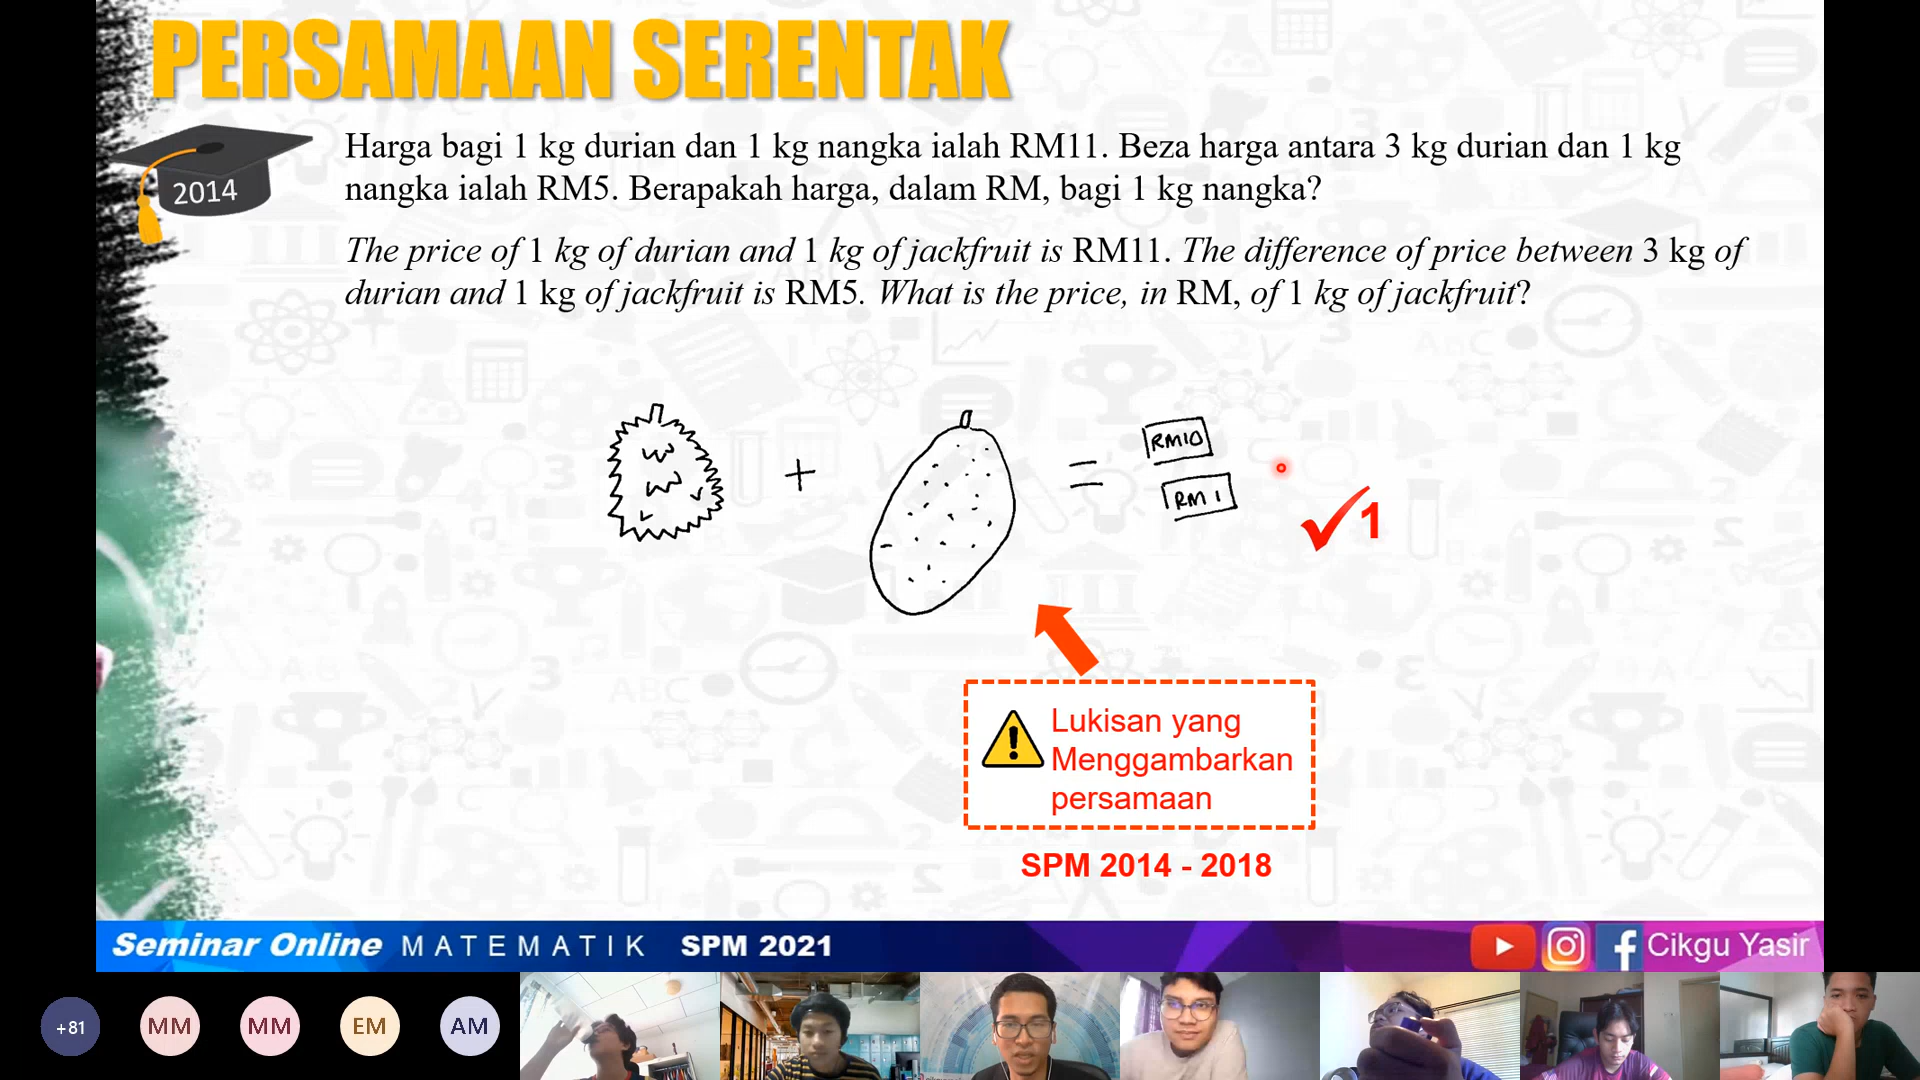 PERSAMAAN SERENTAK
2014
Harga bagi 1 kg durian dan 1 kg nangka ialah RM11. Beza harga antara 3 kg durian dan 1 kg
nangka ialah RM5. Berapakah harga, dalam RM, bagi 1 kg nangka?
The price of 1 kg of durian and 1 kg of jackfruit is RM11. The difference of price between 3 kg of
durian and 1 kg of jackfruit is RM5. What is the price, in RM, of 1 kg of jackfruit?
+ = RM10
RM 1
✓1
Lukisan yang
Menggambarkan
persamaan
SPM 2014 - 2018
Seminar Online MATEMATIK SPM 2021
Cikgu Yasir
+81 MM MM EM AM